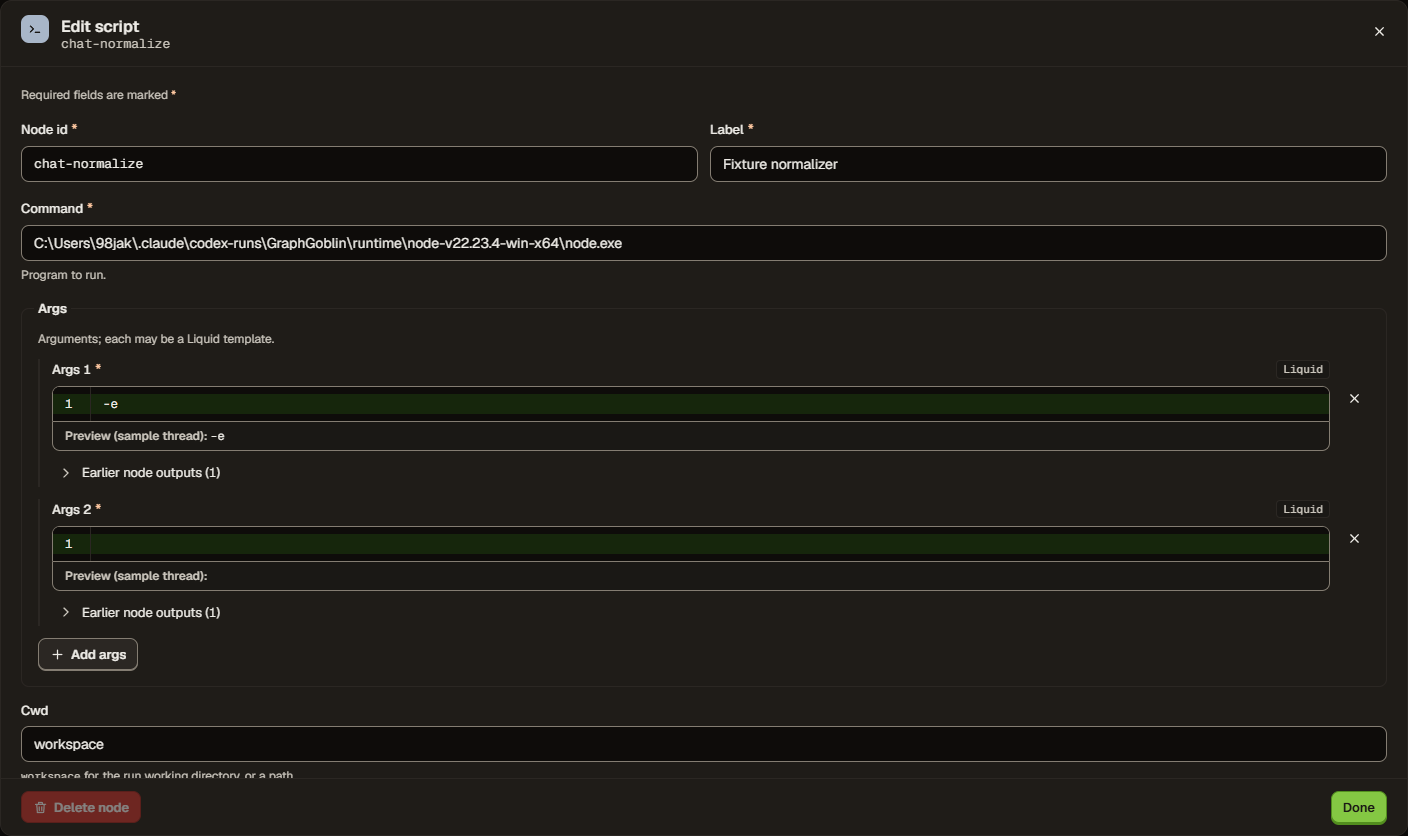 Edit script
chat-normalize
Required fields are marked *
Node id *
Label *
chat-normalize
Fixture normalizer
Command *
C:\Users\98jak\.claude\codex-runs\GraphGoblin\runtime\node-v22.23.4-win-x64\node.exe
Program to run.
Args
Arguments; each may be a Liquid template.
Args 1 *
Liquid
1 -e
Preview (sample thread): -e
Earlier node outputs (1)
Args 2 *
Liquid
1
Preview (sample thread):
Earlier node outputs (1)
Add args
Cwd
workspace
workspace for the run working directory, or a path
Delete node
Done